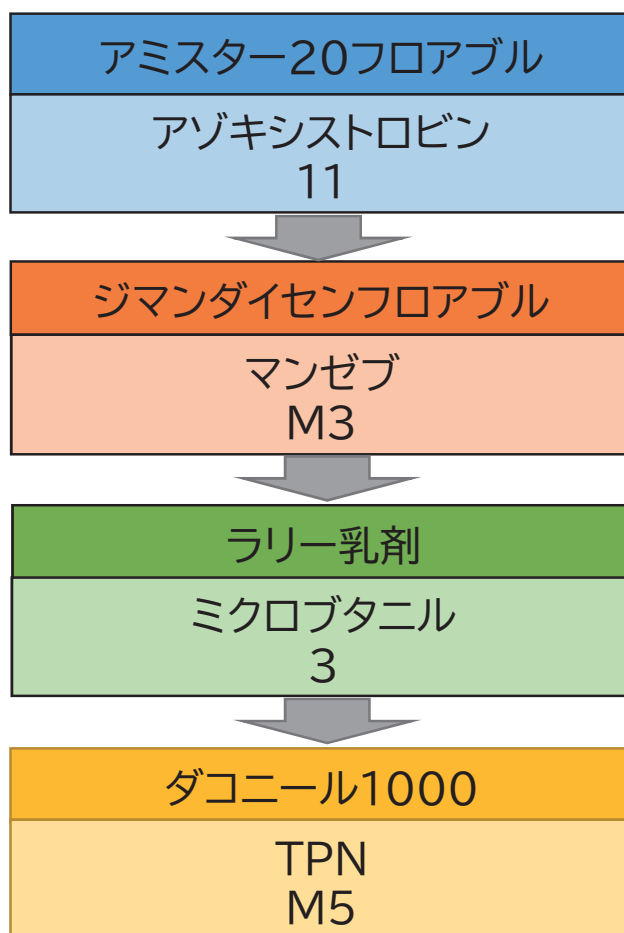 アミスター20フロアブル
アゾキシストロビン
11
ジマンダイセンフロアブル
マンゼブ
M3
ラリー乳剤
ミクロブタニル
3
ダコニール1000
TPN
M5